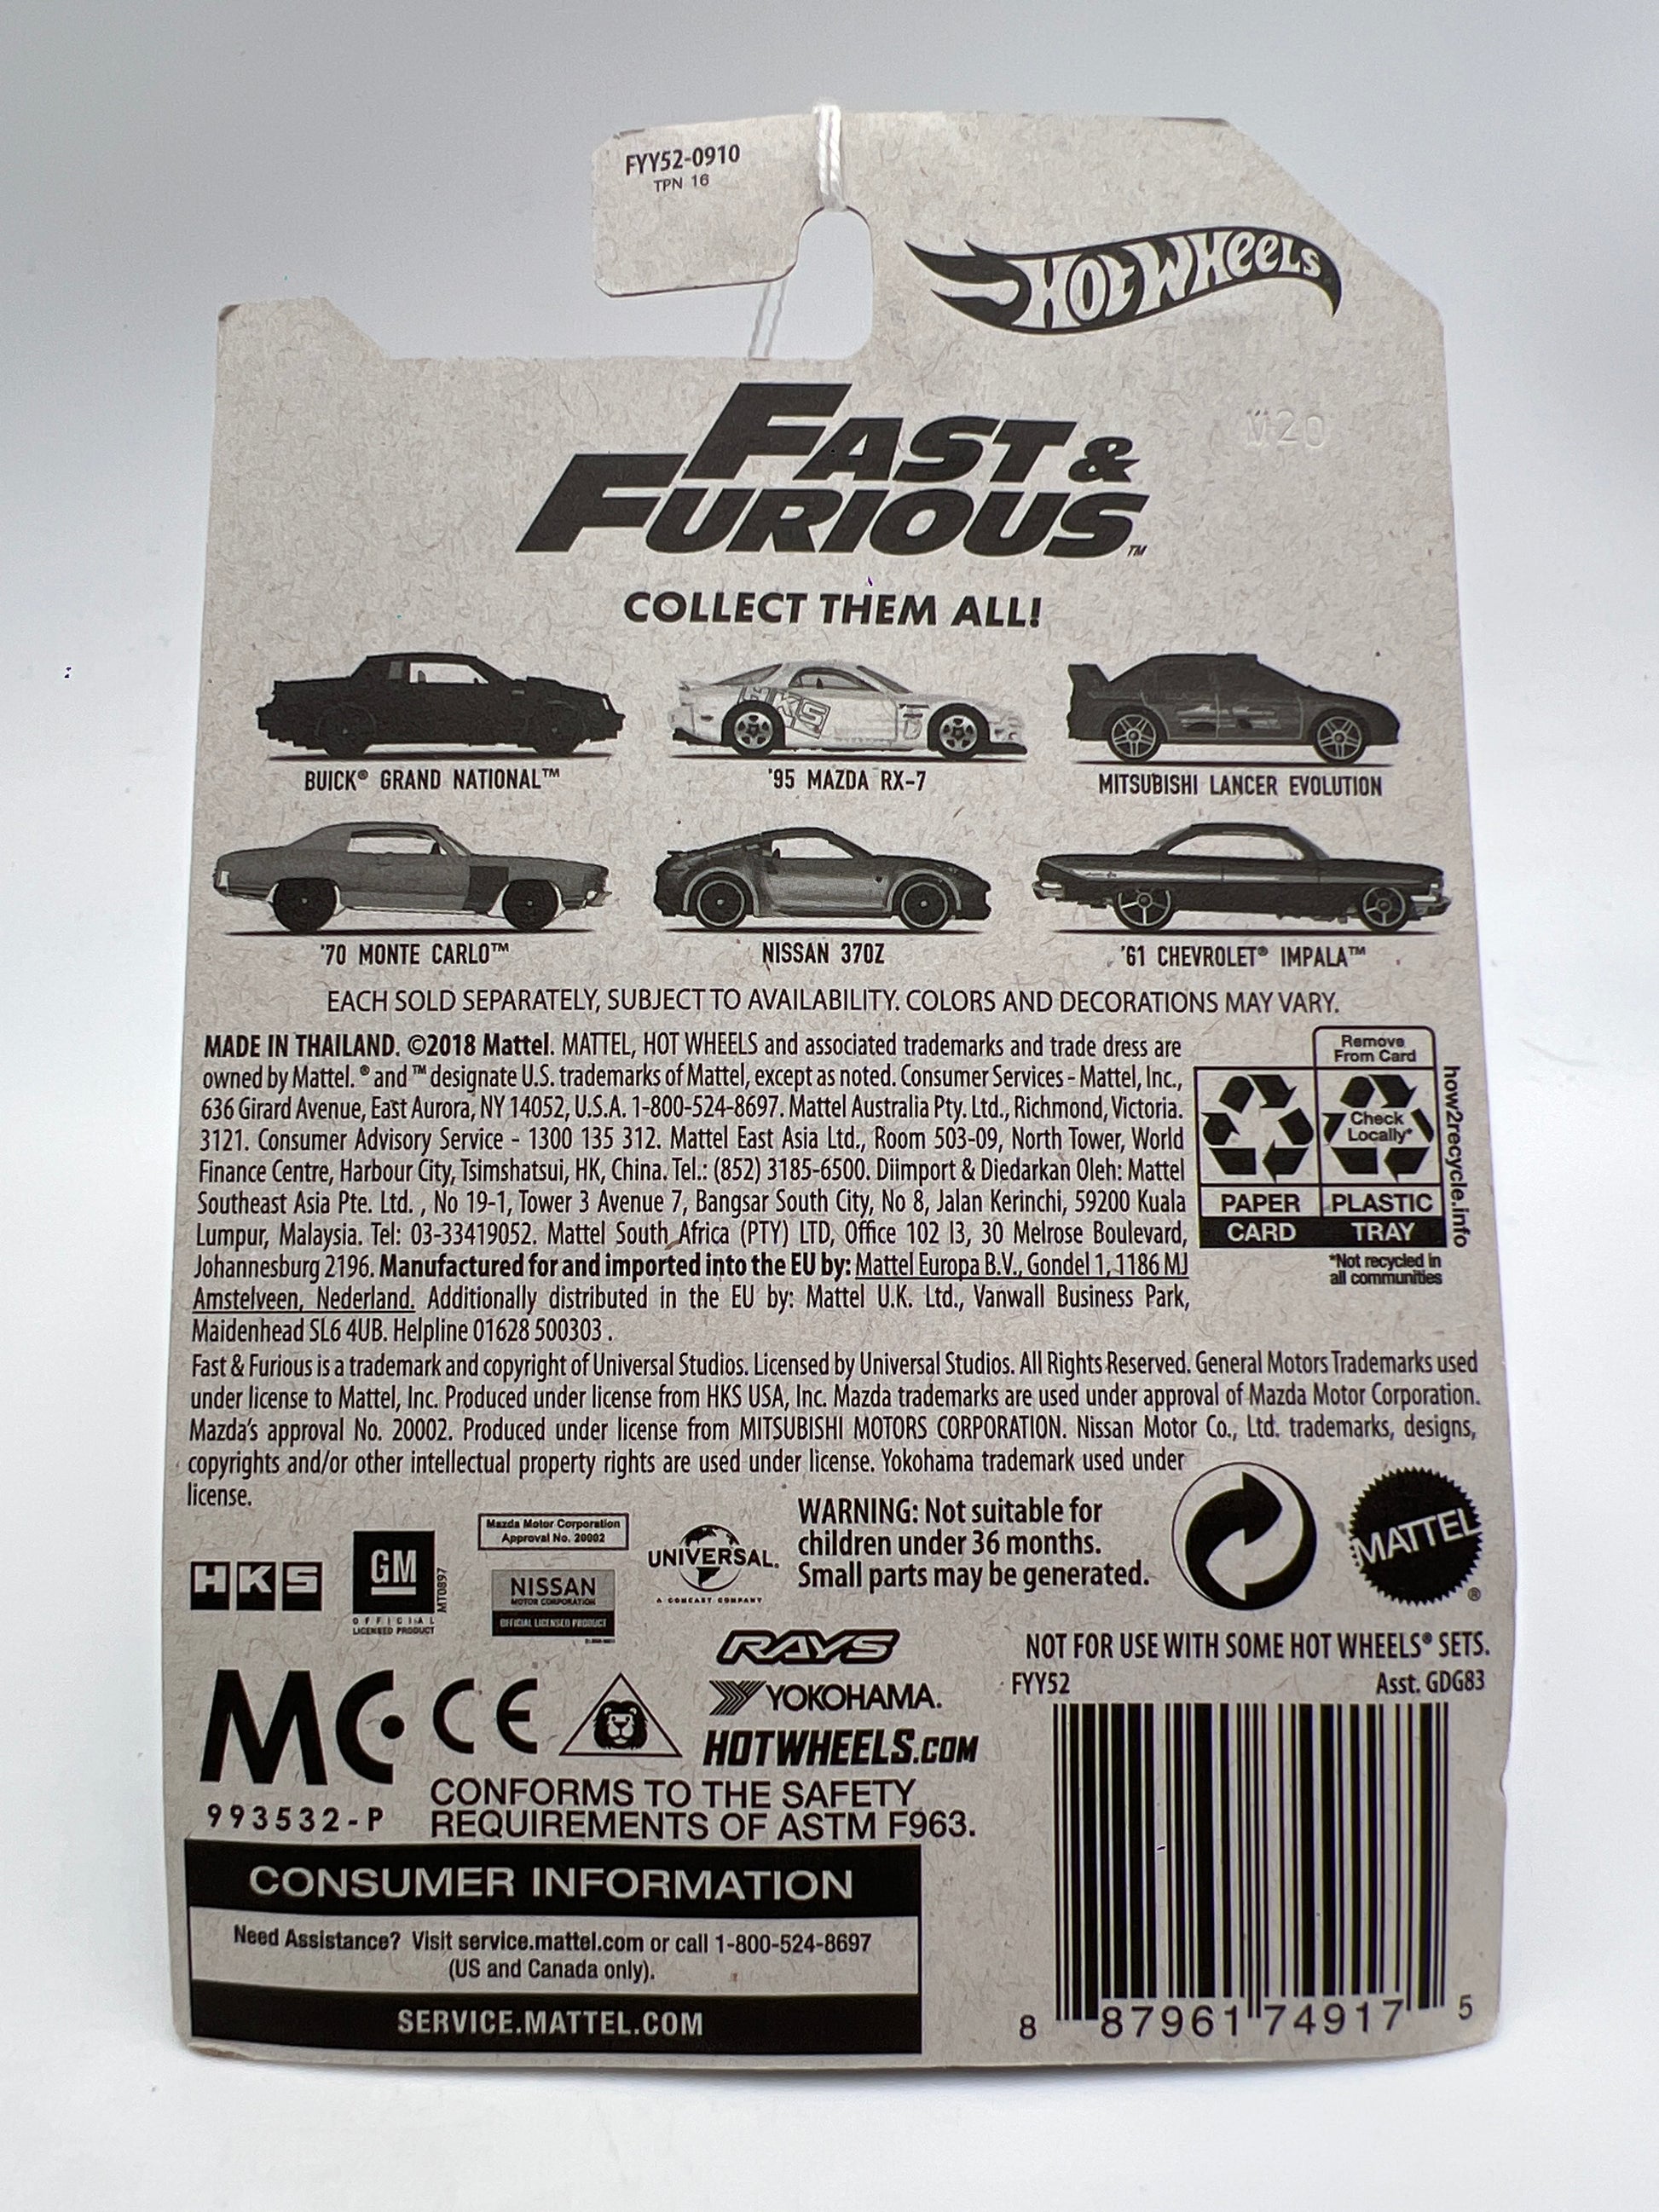 FYY52-0910
TPN 16
HOT WHEELS
M20
FAST &
FURIOUS™
COLLECT THEM ALL!
BUICK® GRAND NATIONAL™
'95 MAZDA RX-7
MITSUBISHI LANCER EVOLUTION
'70 MONTE CARLO™
NISSAN 370Z
'61 CHEVROLET® IMPALA™
EACH SOLD SEPARATELY, SUBJECT TO AVAILABILITY. COLORS AND DECORATIONS MAY VARY.
MADE IN THAILAND. ©2018 Mattel. MATTEL, HOT WHEELS and associated trademarks and trade dress are
owned by Mattel. ® and ™ designate U.S. trademarks of Mattel, except as noted. Consumer Services - Mattel, Inc.,
636 Girard Avenue, East Aurora, NY 14052, U.S.A. 1-800-524-8697. Mattel Australia Pty. Ltd., Richmond, Victoria.
3121. Consumer Advisory Service - 1300 135 312. Mattel East Asia Ltd., Room 503-09, North Tower, World
Finance Centre, Harbour City, Tsimshatsui, HK, China. Tel.: (852) 3185-6500. Diimport & Diedarkan Oleh: Mattel
Southeast Asia Pte. Ltd. , No 19-1, Tower 3 Avenue 7, Bangsar South City, No 8, Jalan Kerinchi, 59200 Kuala
Lumpur, Malaysia. Tel: 03-33419052. Mattel South Africa (PTY) LTD, Office 102 I3, 30 Melrose Boulevard,
Johannesburg 2196. Manufactured for and imported into the EU by: Mattel Europa B.V., Gondel 1, 1186 MJ
Amstelveen, Nederland. Additionally distributed in the EU by: Mattel U.K. Ltd., Vanwall Business Park,
Maidenhead SL6 4UB. Helpline 01628 500303 .
Remove
From Card
Check
Locally*
PAPER
PLASTIC
CARD
TRAY
how2recycle.info
*Not recycled in
all communities
Fast & Furious is a trademark and copyright of Universal Studios. Licensed by Universal Studios. All Rights Reserved. General Motors Trademarks used
under license to Mattel, Inc. Produced under license from HKS USA, Inc. Mazda trademarks are used under approval of Mazda Motor Corporation.
Mazda's approval No. 20002. Produced under license from MITSUBISHI MOTORS CORPORATION. Nissan Motor Co., Ltd. trademarks, designs,
copyrights and/or other intellectual property rights are used under license. Yokohama trademark used under
license.
HKS
GM
OFFICIAL
LICENSED PRODUCT
MT0897
Mazda Motor Corporation
Approval No. 20002
NISSAN
MOTOR CORPORATION
OFFICIAL LICENSED PRODUCT
UNIVERSAL
A COMCAST COMPANY
WARNING: Not suitable for
children under 36 months.
Small parts may be generated.
MATTEL®
RAYS
YOKOHAMA.
HOTWHEELS.COM
NOT FOR USE WITH SOME HOT WHEELS® SETS.
FYY52
Asst. GDG83
MC CE
993532-P
CONFORMS TO THE SAFETY
REQUIREMENTS OF ASTM F963.
CONSUMER INFORMATION
Need Assistance? Visit service.mattel.com or call 1-800-524-8697
(US and Canada only).
SERVICE.MATTEL.COM
8 87961 74917 5